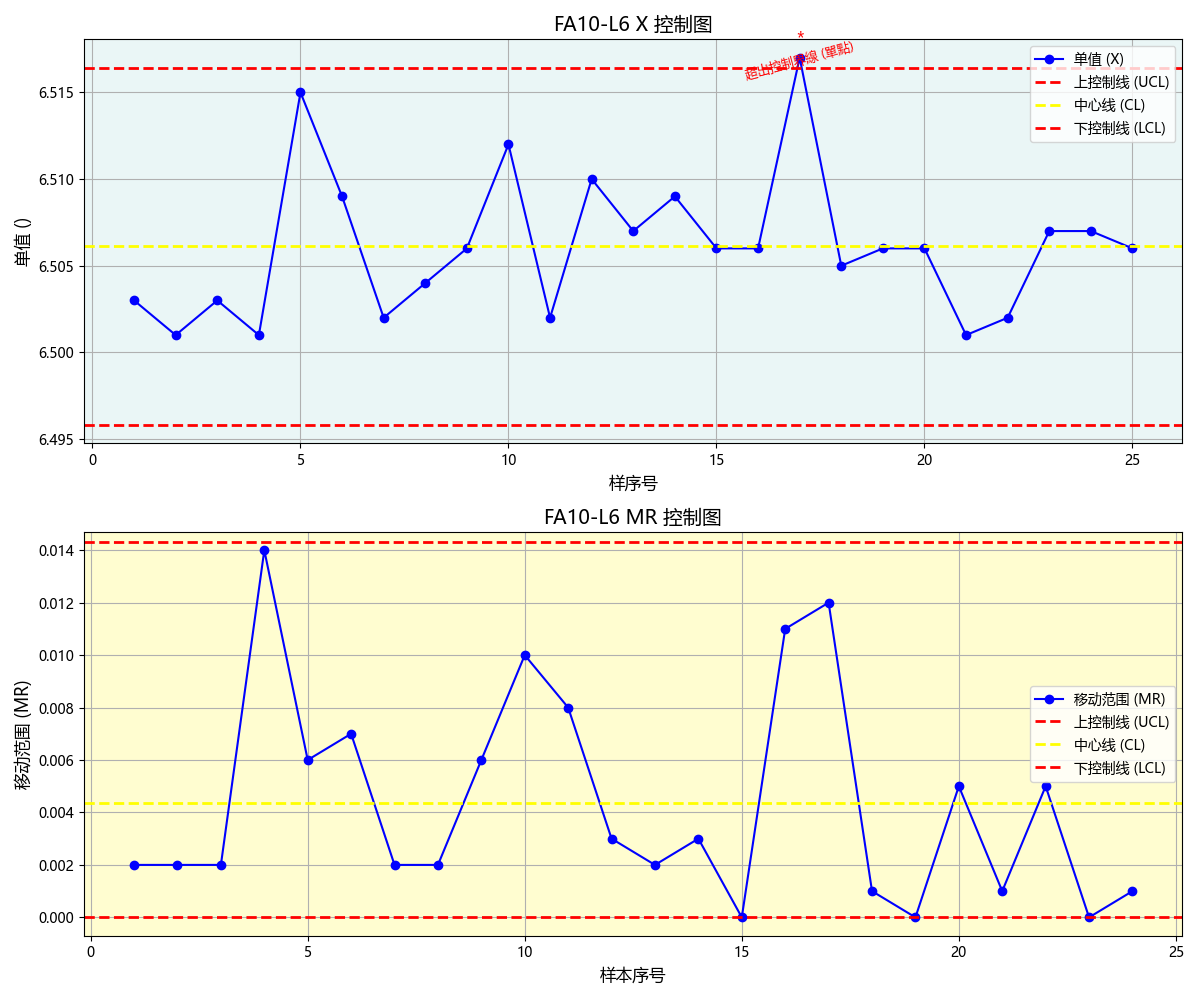 FA10-L6 X 控制图
*
超出控制界線 (單點)
单值 (X)
上控制线 (UCL)
中心线 (CL)
下控制线 (LCL)
单值 ()
6.515
6.510
6.505
6.500
6.495
0 5 10 15 20 25
样序号
FA10-L6 MR 控制图
移动范围 (MR)
上控制线 (UCL)
中心线 (CL)
下控制线 (LCL)
移动范围 (MR)
0.014
0.012
0.010
0.008
0.006
0.004
0.002
0.000
0 5 10 15 20 25
样本序号